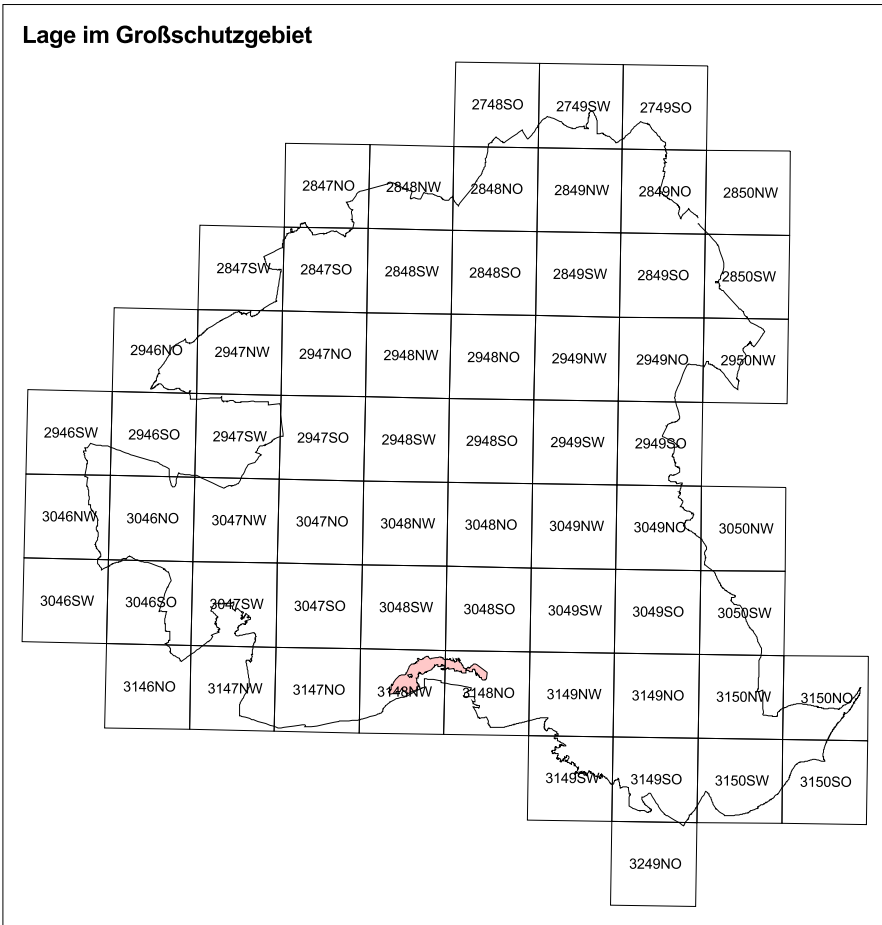 Lage im Großschutzgebiet
2748SO 2749SW 2749SO
2847NO 2848NW 2848NO 2849NW 2849NO 2850NW
2847SW 2847SO 2848SW 2848SO 2849SW 2849SO 2850SW
2946NO 2947NW 2947NO 2948NW 2948NO 2949NW 2949NO 2950NW
2946SW 2946SO 2947SW 2947SO 2948SW 2948SO 2949SW 2949SO
3046NW 3046NO 3047NW 3047NO 3048NW 3048NO 3049NW 3049NO 3050NW
3046SW 3046SO 3047SW 3047SO 3048SW 3048SO 3049SW 3049SO 3050SW
3146NO 3147NW 3147NO 3148NW 3148NO 3149NW 3149NO 3150NW 3150NO
3149SW 3149SO 3150SW 3150SO
3249NO